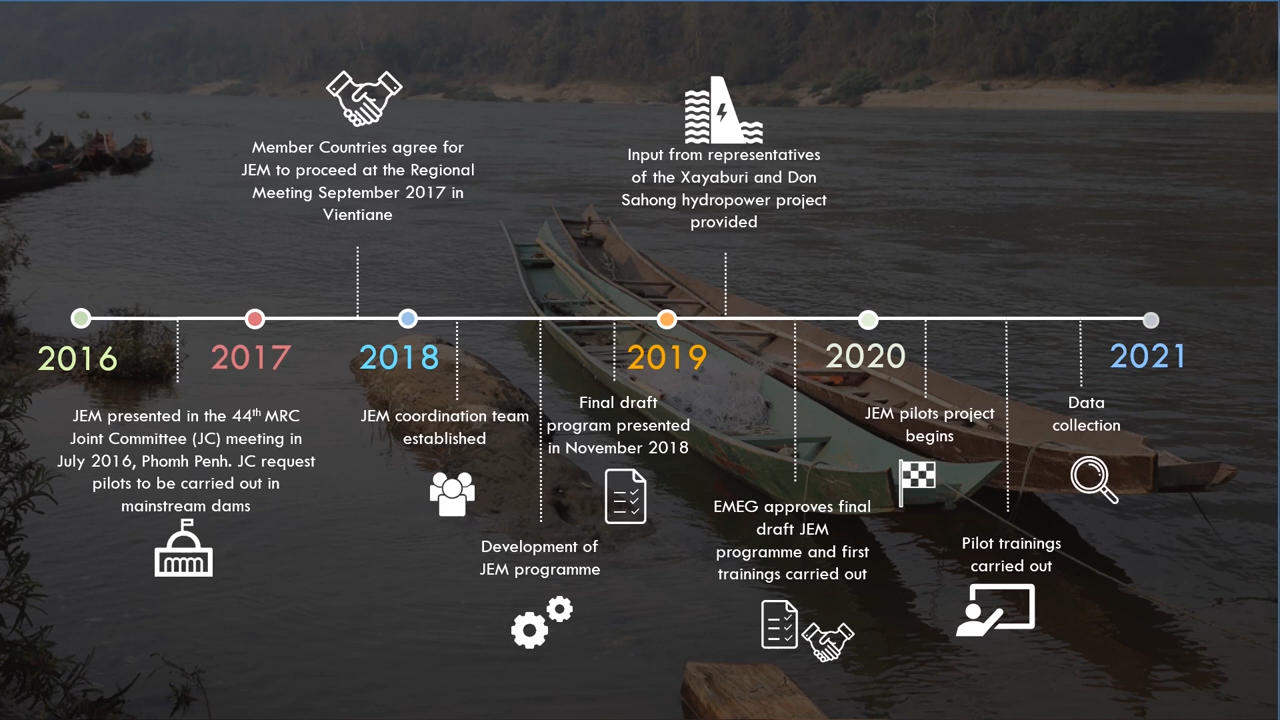 Member Countries agree for
JEM to proceed at the Regional
Meeting September 2017 in
Vientiane
Input from representatives
of the Xayaburi and Don
Sahong hydropower project
provided
2016
2017
2018
2019
2020
2021
JEM presented in the 44th MRC
Joint Committee (JC) meeting in
July 2016, Phomh Penh. JC request
pilots to be carried out in
mainstream dams
JEM coordination team
established
Development of
JEM programme
Final draft
program presented
in November 2018
EMEG approves final
draft JEM
programme and first
trainings carried out
JEM pilots project
begins
Pilot trainings
carried out
Data
collection